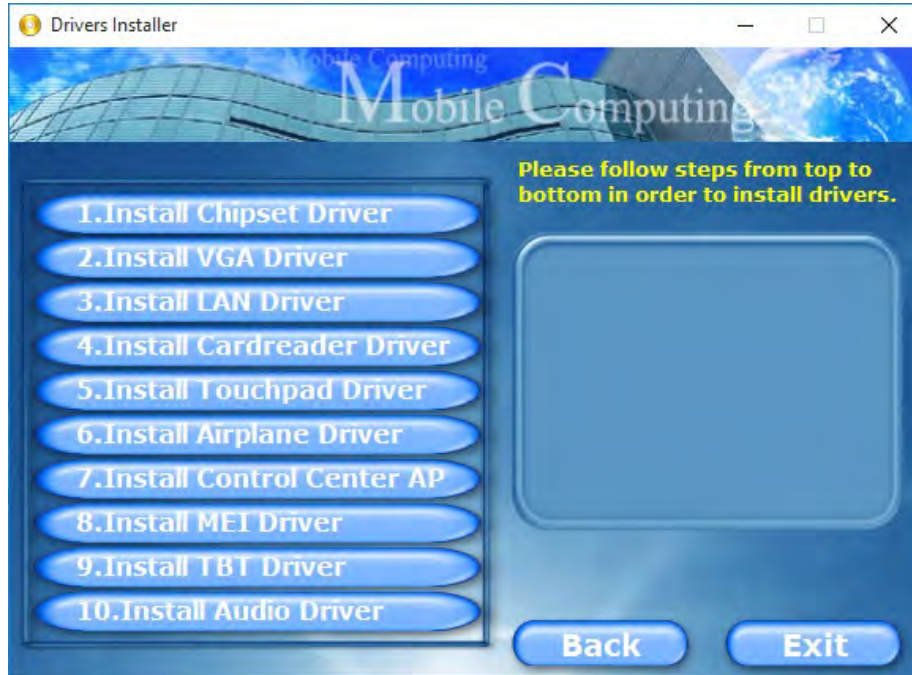 Drivers Installer
Mobile Computing
Mobile Computing
Please follow steps from top to
bottom in order to install drivers.
1.Install Chipset Driver
2.Install VGA Driver
3.Install LAN Driver
4.Install Cardreader Driver
5.Install Touchpad Driver
6.Install Airplane Driver
7.Install Control Center AP
8.Install MEI Driver
9.Install TBT Driver
10.Install Audio Driver
Back
Exit